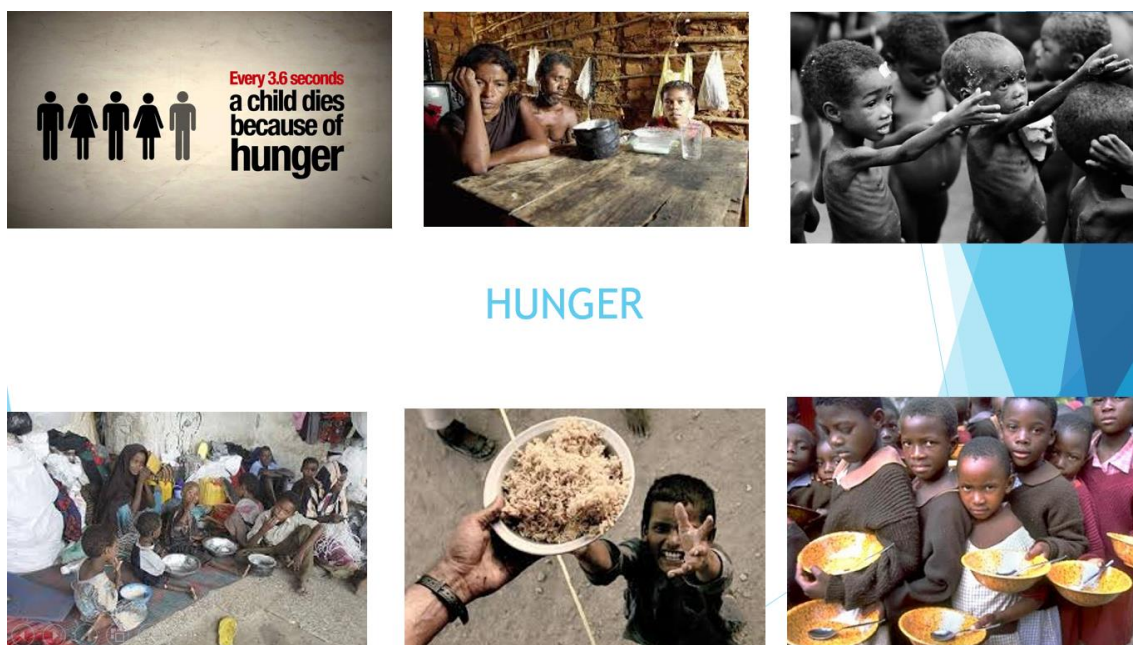 Every 3.6 seconds
a child dies
because of
hunger
HUNGER